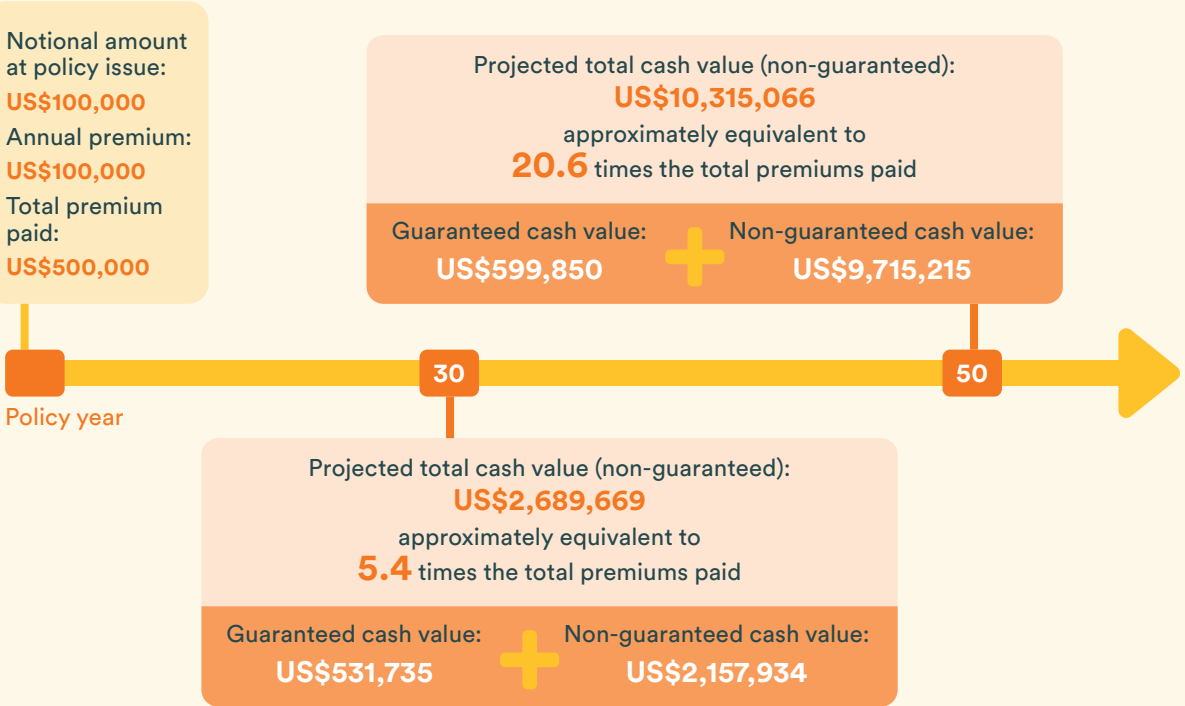 Notional amount
at policy issue:
US$100,000
Annual premium:
US$100,000
Total premium
paid:
US$500,000
Projected total cash value (non-guaranteed):
US$10,315,066
approximately equivalent to
20.6 times the total premiums paid
Guaranteed cash value:
US$599,850
Non-guaranteed cash value:
US$9,715,215
30
50
Policy year
Projected total cash value (non-guaranteed):
US$2,689,669
approximately equivalent to
5.4 times the total premiums paid
Guaranteed cash value:
US$531,735
Non-guaranteed cash value:
US$2,157,934